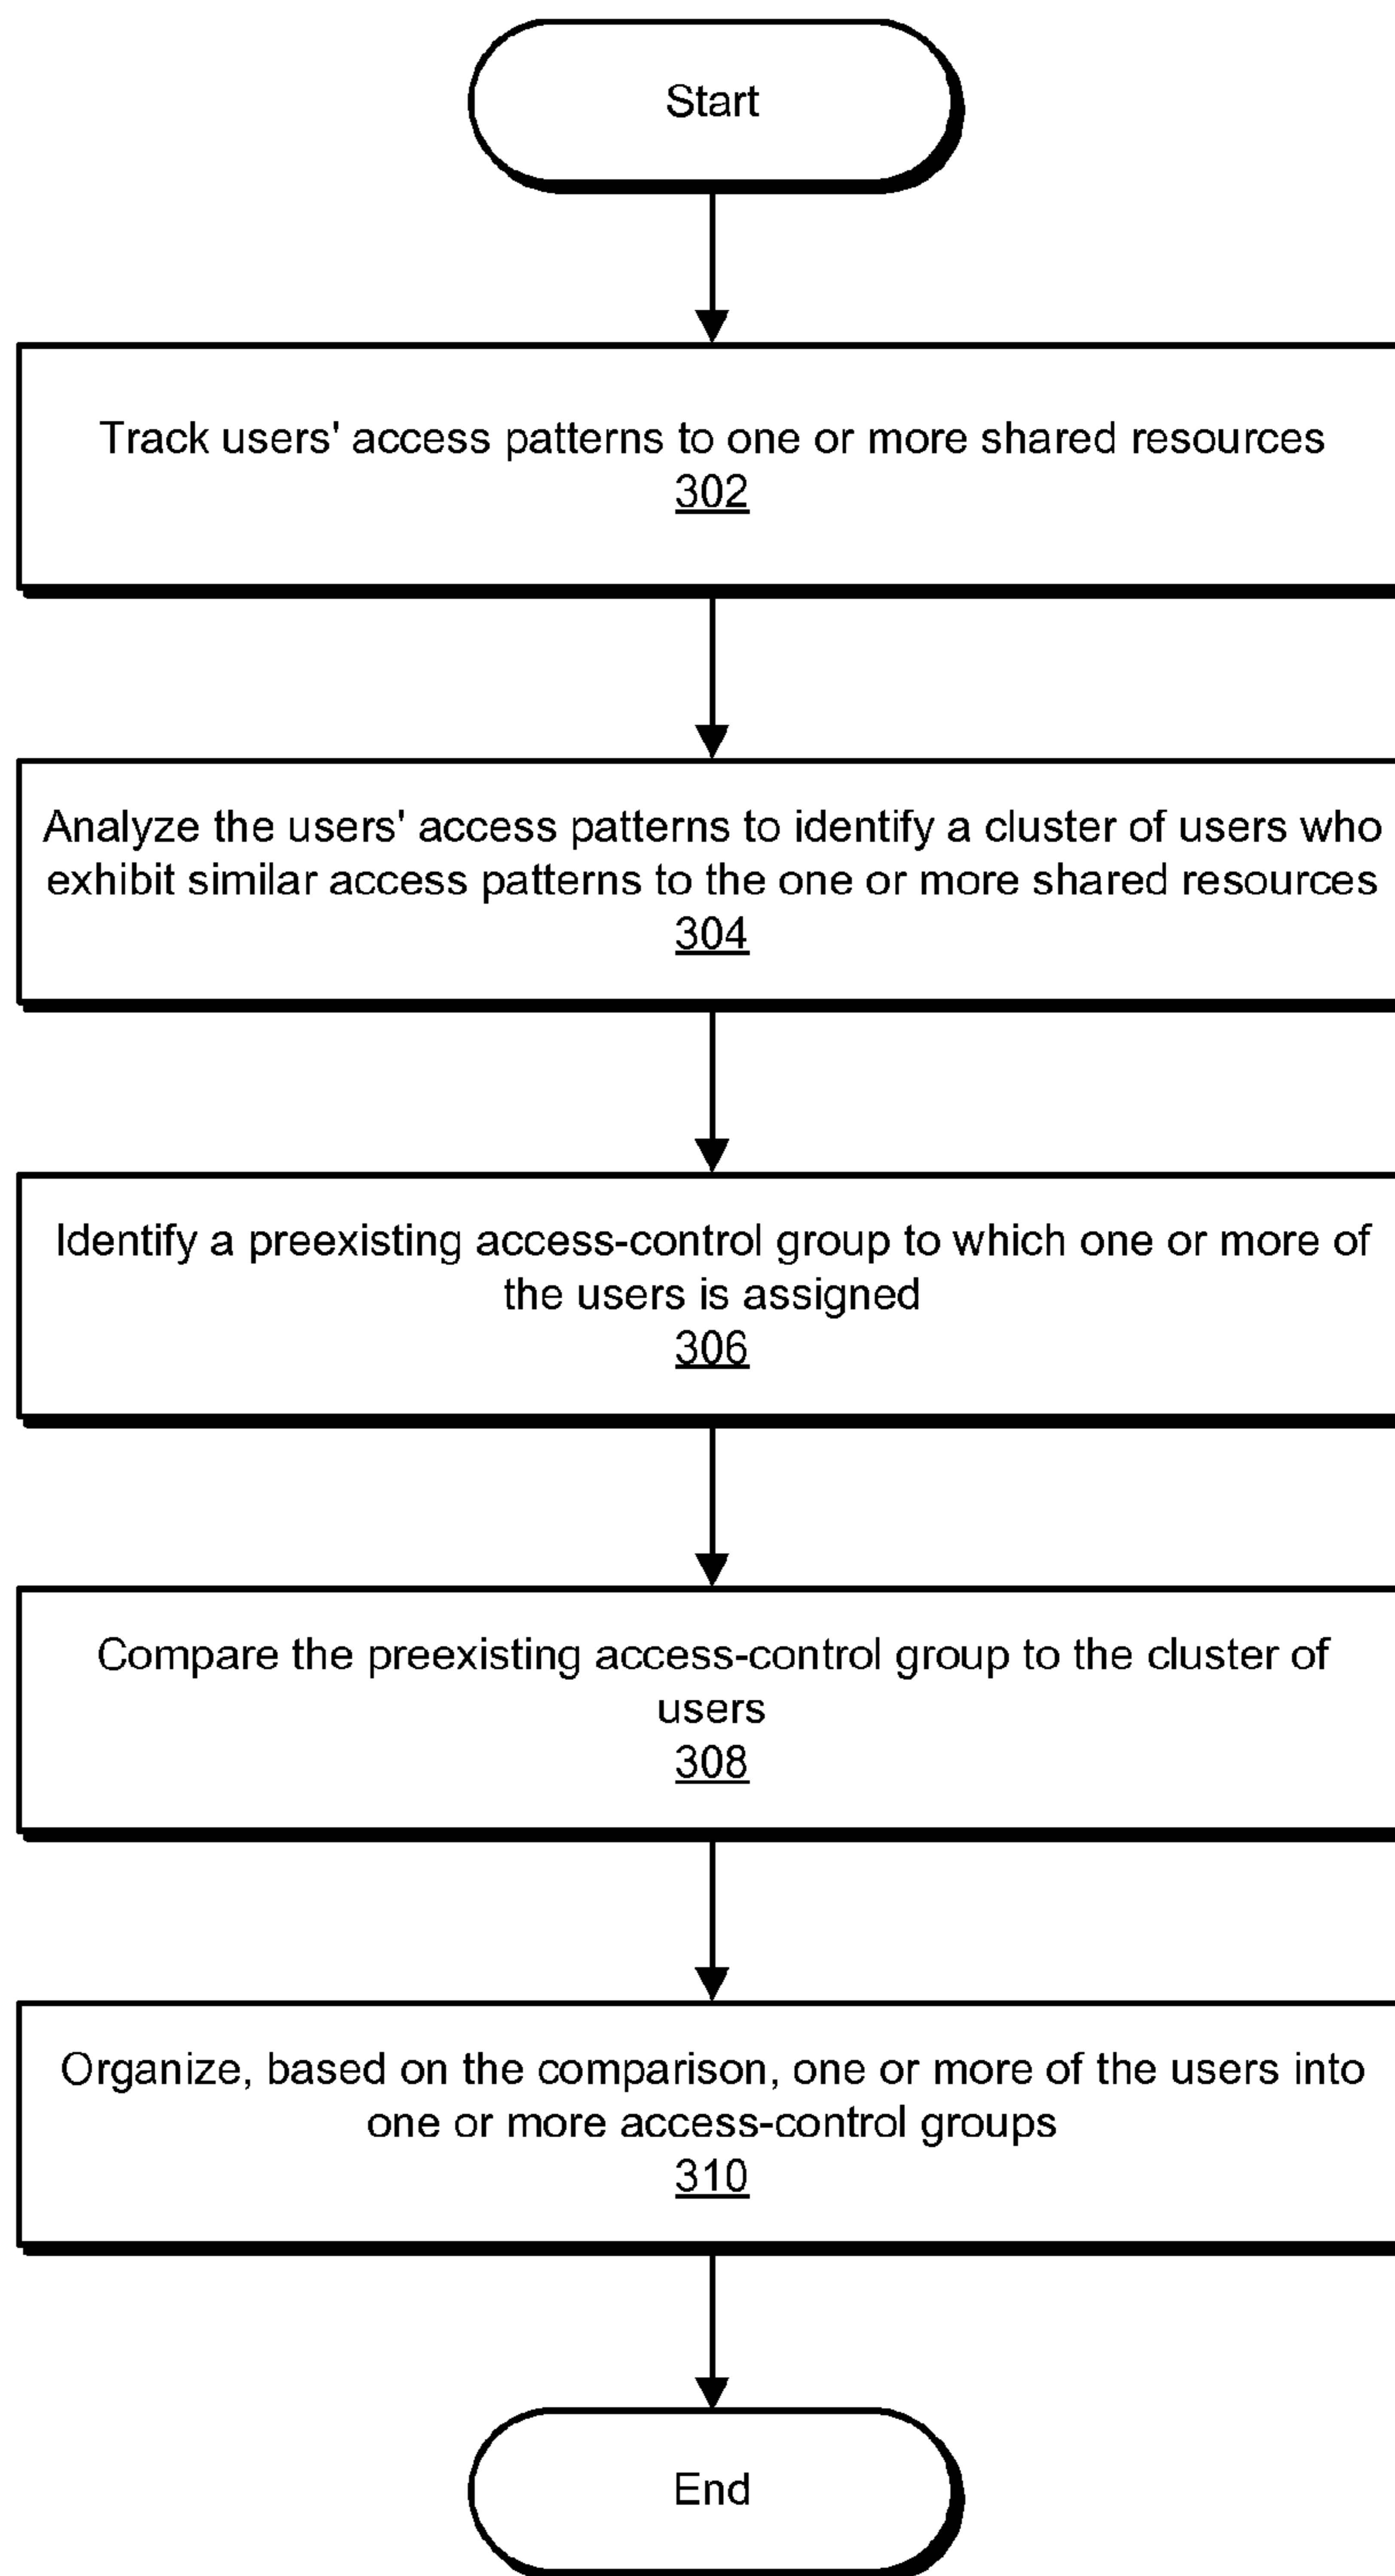 Start
Track users' access patterns to one or more shared resources
302
Analyze the users' access patterns to identify a cluster of users who
exhibit similar access patterns to the one or more shared resources
304
Identify a preexisting access-control group to which one or more of
the users is assigned
306
Compare the preexisting access-control group to the cluster of
users
308
Organize, based on the comparison, one or more of the users into
one or more access-control groups
310
End